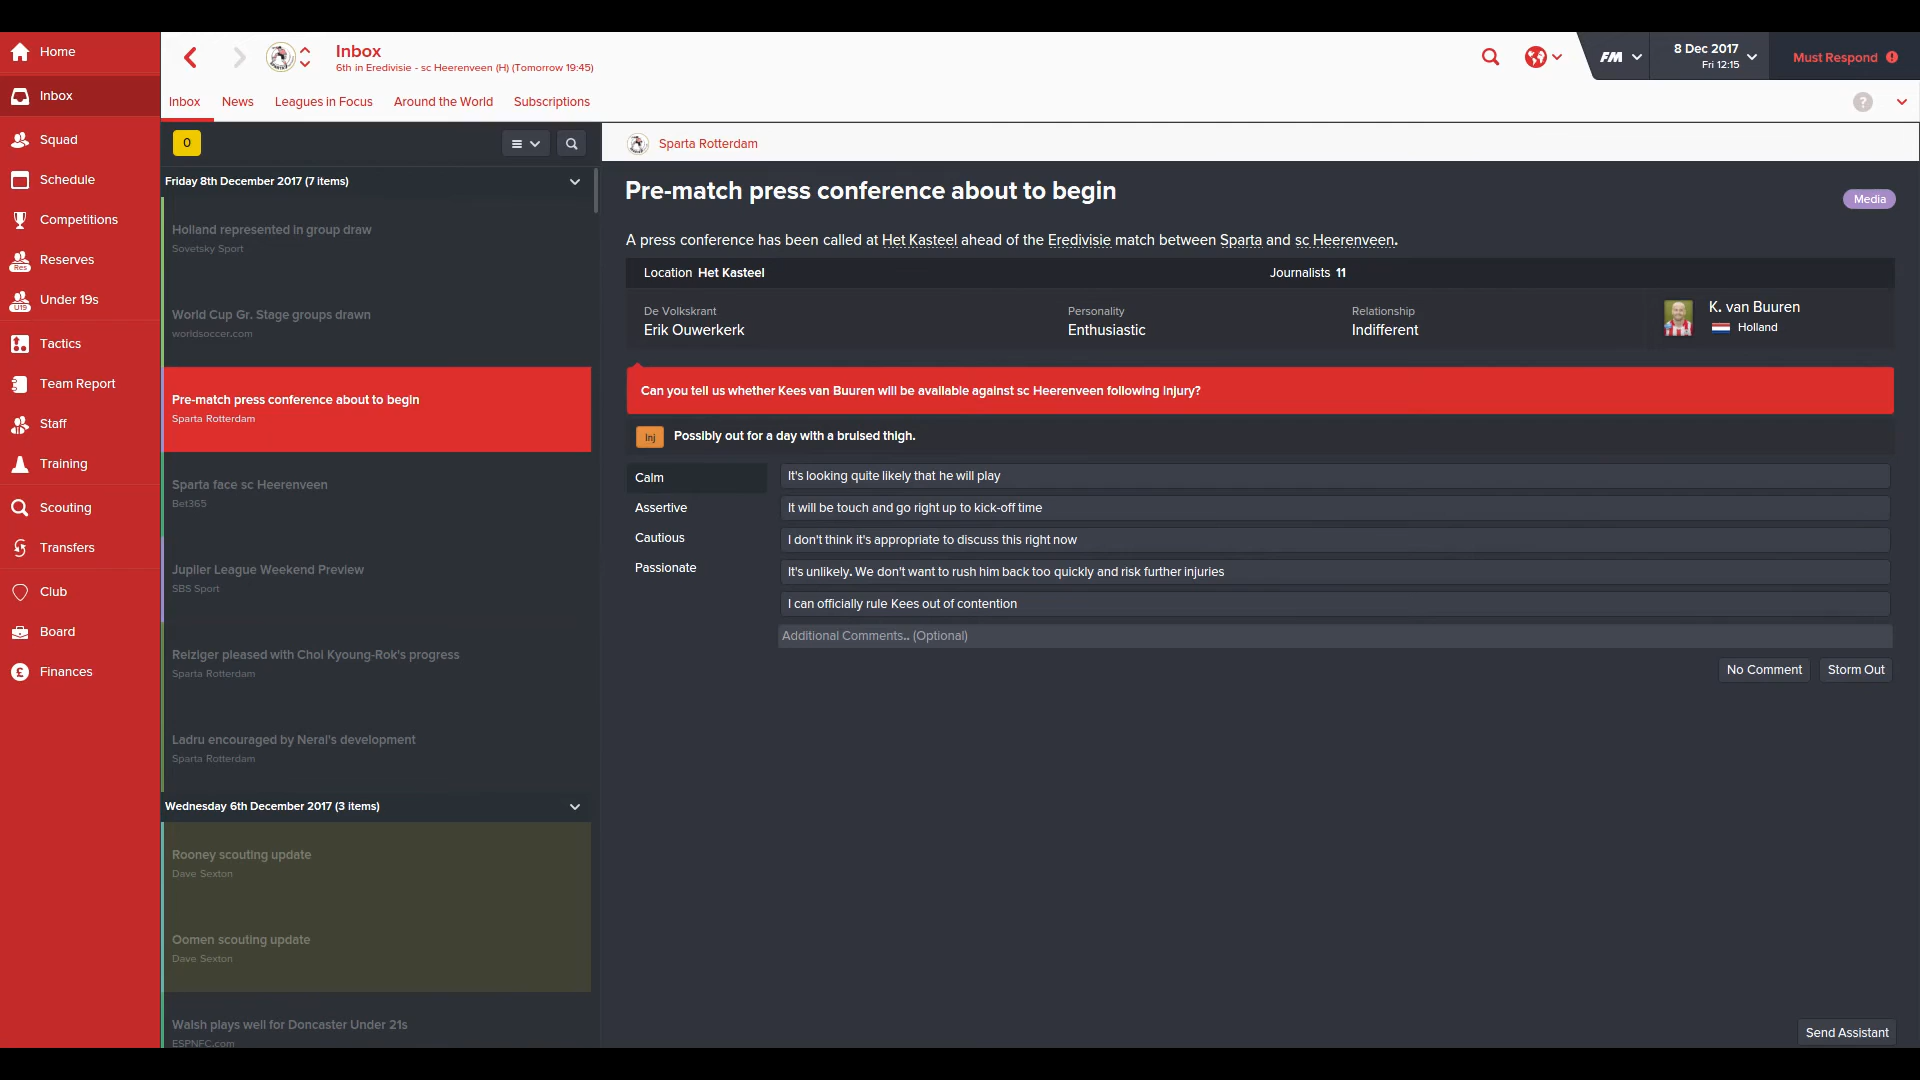 Home
Inbox
Squad
Schedule
Competitions
Reserves
Res
Under 19s
U19
Tactics
Team Report
Staff
Training
Scouting
Transfers
Club
Board
Finances
Inbox
6th in Eredivisie - sc Heerenveen (H) (Tomorrow 19:45)
FM
8 Dec 2017
Fri 12:15
Must Respond
Inbox News Leagues in Focus Around the World Subscriptions
0
Friday 8th December 2017 (7 items)
Holland represented in group draw
Sovetsky Sport
World Cup Gr. Stage groups drawn
worldsoccer.com
Pre-match press conference about to begin
Sparta Rotterdam
Sparta face sc Heerenveen
Bet365
Jupiler League Weekend Preview
SBS Sport
Reiziger pleased with Choi Kyoung-Rok's progress
Sparta Rotterdam
Ladru encouraged by Neral's development
Sparta Rotterdam
Wednesday 6th December 2017 (3 items)
Rooney scouting update
Dave Sexton
Oomen scouting update
Dave Sexton
Walsh plays well for Doncaster Under 21s
ESPNFC.com
Sparta Rotterdam
Pre-match press conference about to begin
Media
A press conference has been called at Het Kasteel ahead of the Eredivisie match between Sparta and sc Heerenveen.
Location Het Kasteel Journalists 11
De Volkskrant
Erik Ouwerkerk
Personality
Enthusiastic
Relationship
Indifferent
K. van Buuren
Holland
Can you tell us whether Kees van Buuren will be available against sc Heerenveen following injury?
Inj Possibly out for a day with a bruised thigh.
Calm
Assertive
Cautious
Passionate
It's looking quite likely that he will play
It will be touch and go right up to kick-off time
I don't think it's appropriate to discuss this right now
It's unlikely. We don't want to rush him back too quickly and risk further injuries
I can officially rule Kees out of contention
Additional Comments.. (Optional)
No Comment Storm Out
Send Assistant